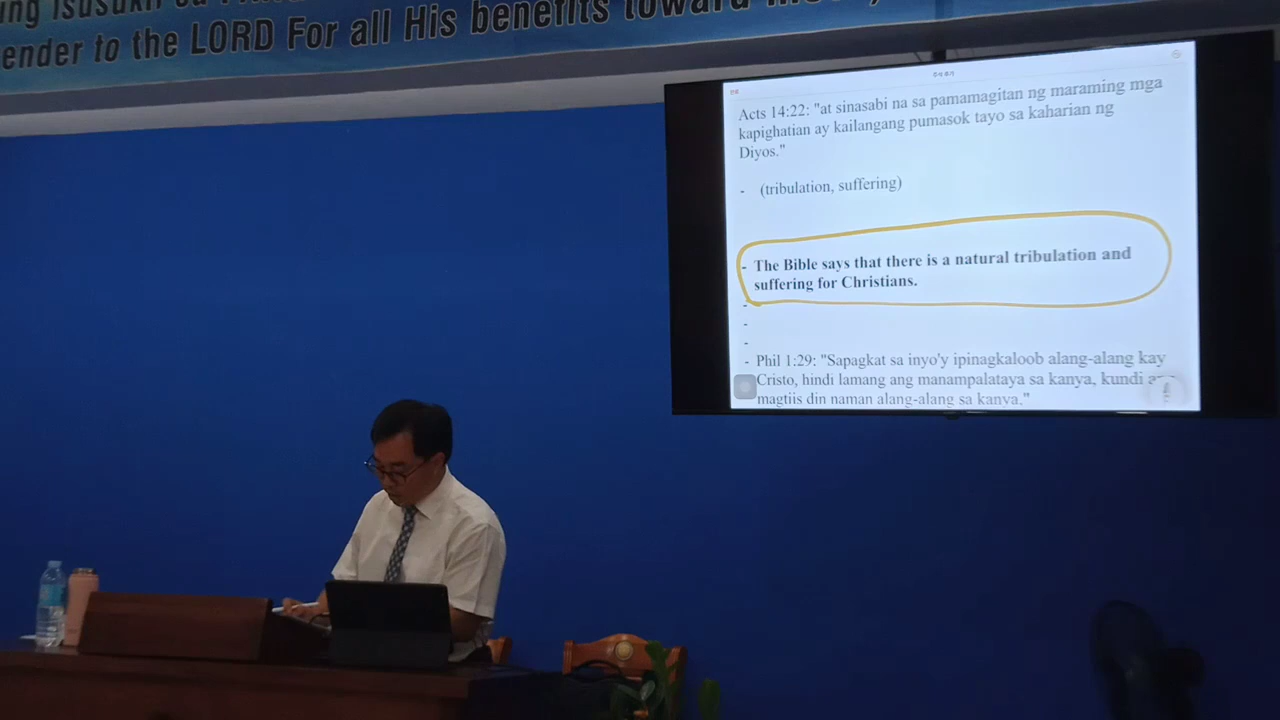 ender to the LORD For all His benefits toward
Acts 14:22: "at sinasabi na sa pamamagitan ng maraming mga
kapighatian ay kailangang pumasok tayo sa kaharian ng
Diyos."
- (tribulation, suffering)
- The Bible says that there is a natural tribulation and
suffering for Christians.
-
-
-
- Phil 1:29: "Sapagkat sa inyo'y ipinagkaloob alang-alang kay
Cristo, hindi lamang ang manampalataya sa kanya, kundi
magtiis din naman alang-alang sa kanya."